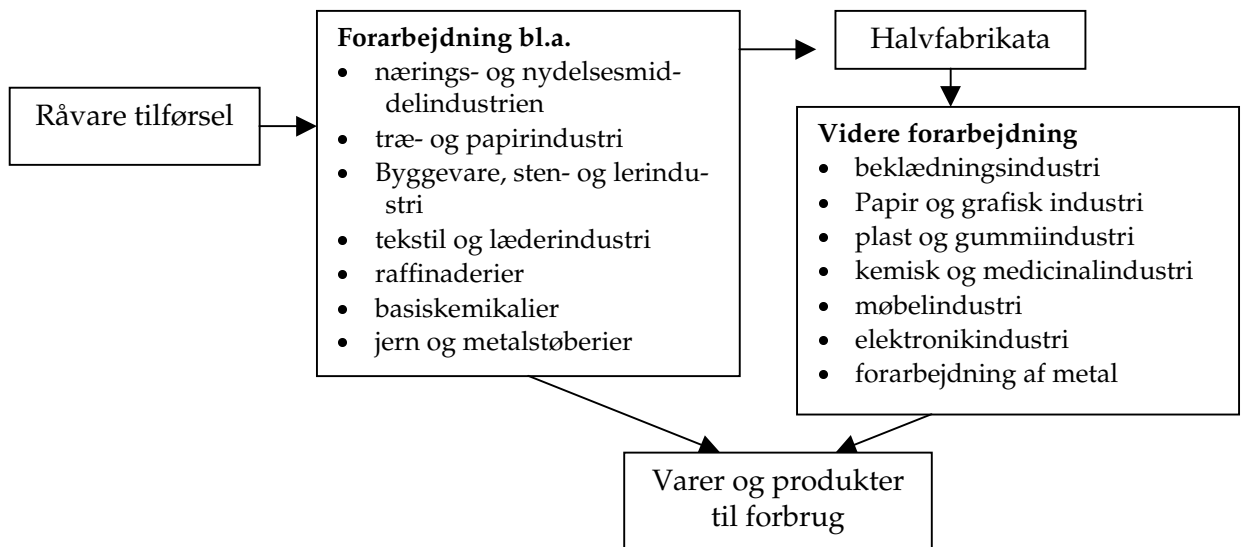 Råvare tilførsel
Forarbejdning bl.a.
• nærings- og nydelsesmid-
delindustrien
• træ- og papirindustri
• Byggevare, sten- og lerindu-
stri
• tekstil og læderindustri
• raffinaderier
• basiskemikalier
• jern og metalstøberier
Halvfabrikata
Videre forarbejdning
• beklædningsindustri
• Papir og grafisk industri
• plast og gummiindustri
• kemisk og medicinalindustri
• møbelindustri
• elektronikindustri
• forarbejdning af metal
Varer og produkter
til forbrug